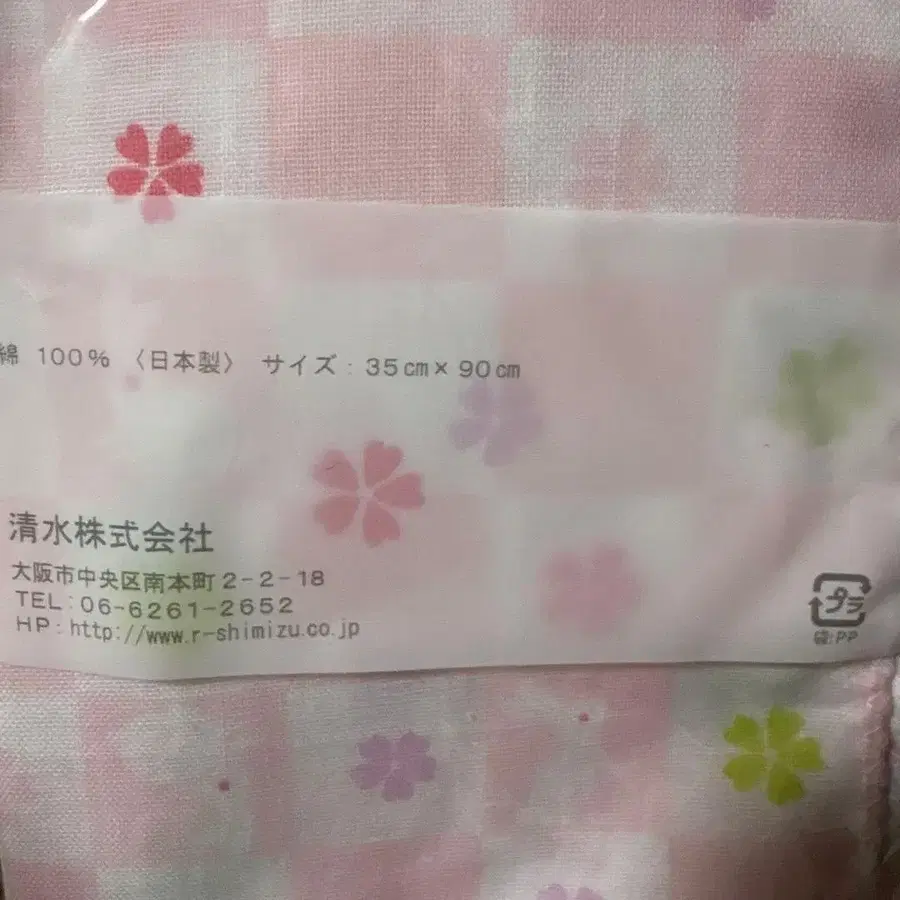 綿 100% 〈日本製〉 サイズ：35㎝×90㎝
清水株式会社
大阪市中央区南本町2-2-18
TEL：06-6261-2652
HP：http://www.r-shimizu.co.jp
プラ
袋:PP